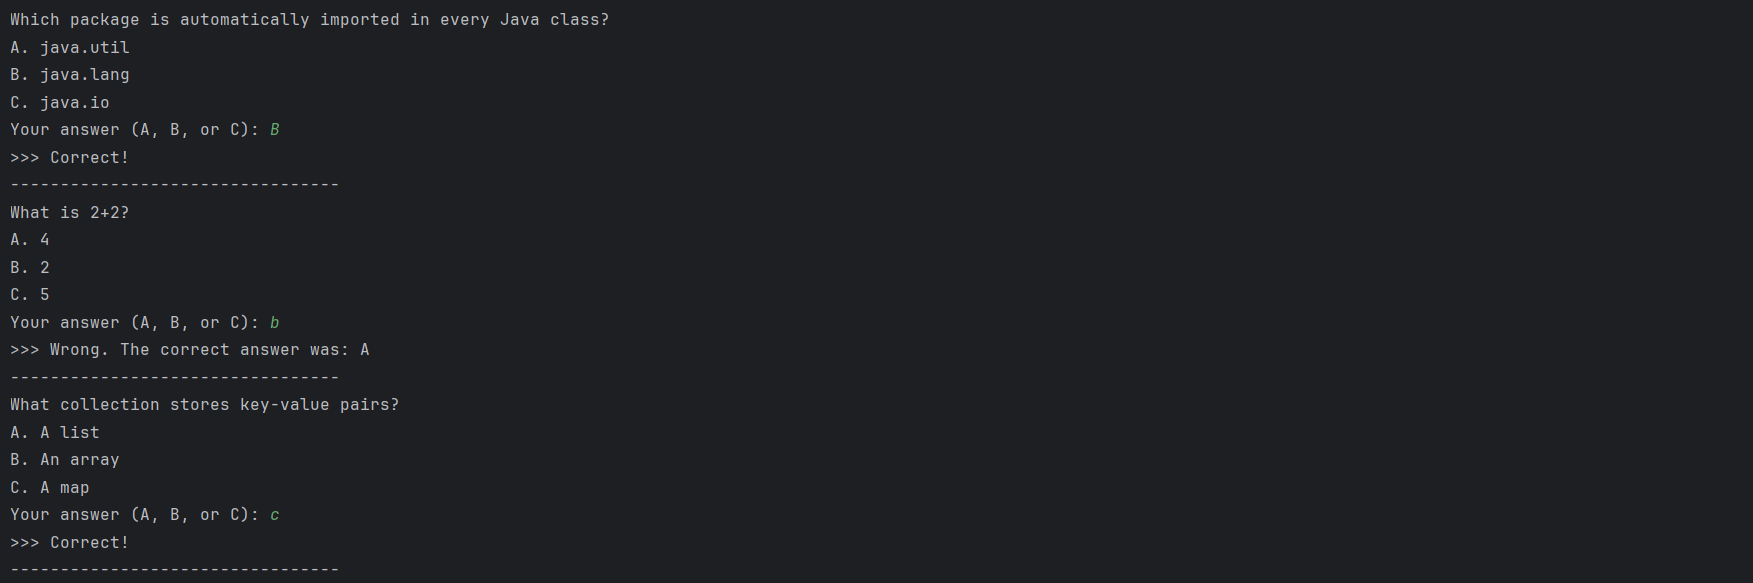 Which package is automatically imported in every Java class?
A. java.util
B. java.lang
C. java.io
Your answer (A, B, or C): B
>>> Correct!
---------------------------------
What is 2+2?
A. 4
B. 2
C. 5
Your answer (A, B, or C): b
>>> Wrong. The correct answer was: A
---------------------------------
What collection stores key-value pairs?
A. A list
B. An array
C. A map
Your answer (A, B, or C): c
>>> Correct!
---------------------------------